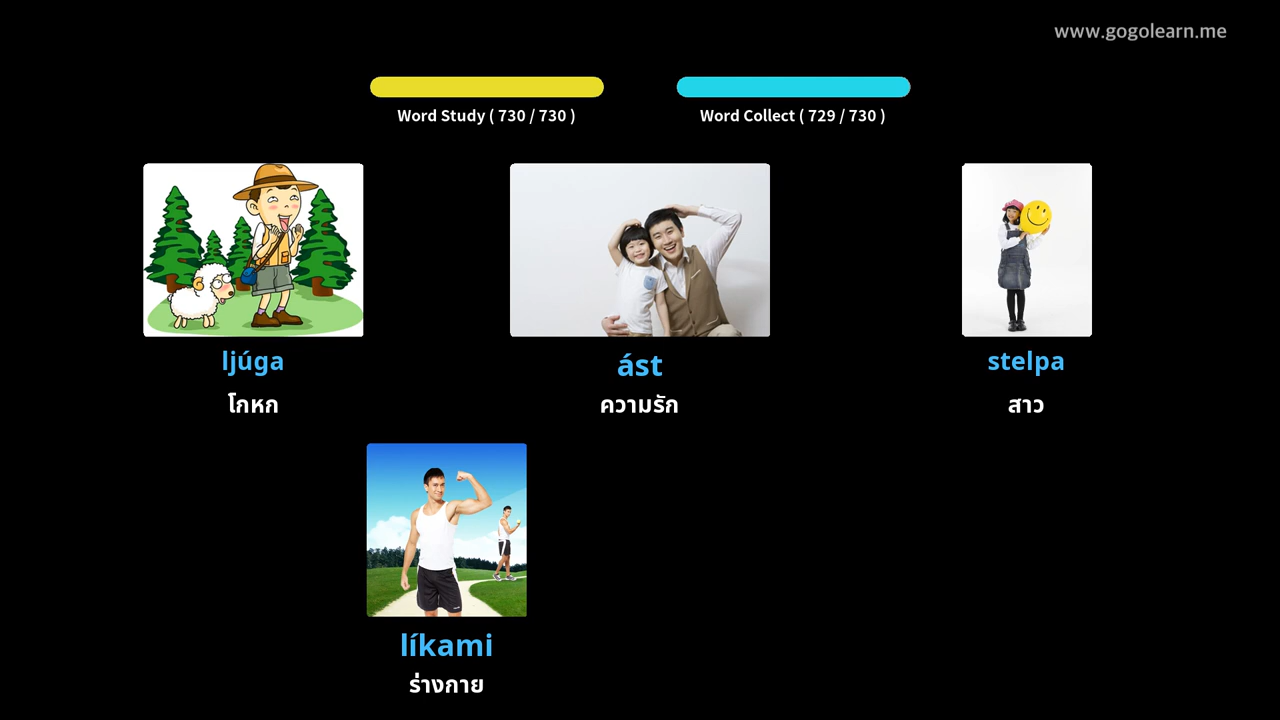 www.gogolearn.me
Word Study ( 730 / 730 )
Word Collect ( 729 / 730 )
ljúga
ást
stelpa
โกหก
ความรัก
สาว
líkami
ร่างกาย